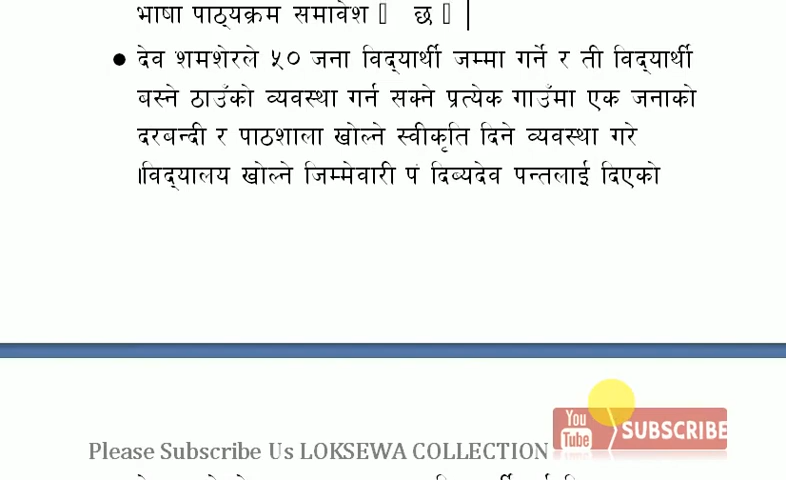 भाषा पाठ्यक्रम समावेश छ |
● देव शमशेरले ५० जना विद्यार्थी जम्मा गर्ने र ती विद्यार्थी
बस्ने ठाउँको व्यवस्था गर्न सक्ने प्रत्येक गाउँमा एक जनाको
दरबन्दी र पाठशाला खोल्ने स्वीकृति दिने व्यवस्था गरे
।विद्यालय खोल्ने जिम्मेवारी पं दिव्यदेव पन्तलाई दिएको
You Tube SUBSCRIBE
Please Subscribe Us LOKSEWA COLLECTION